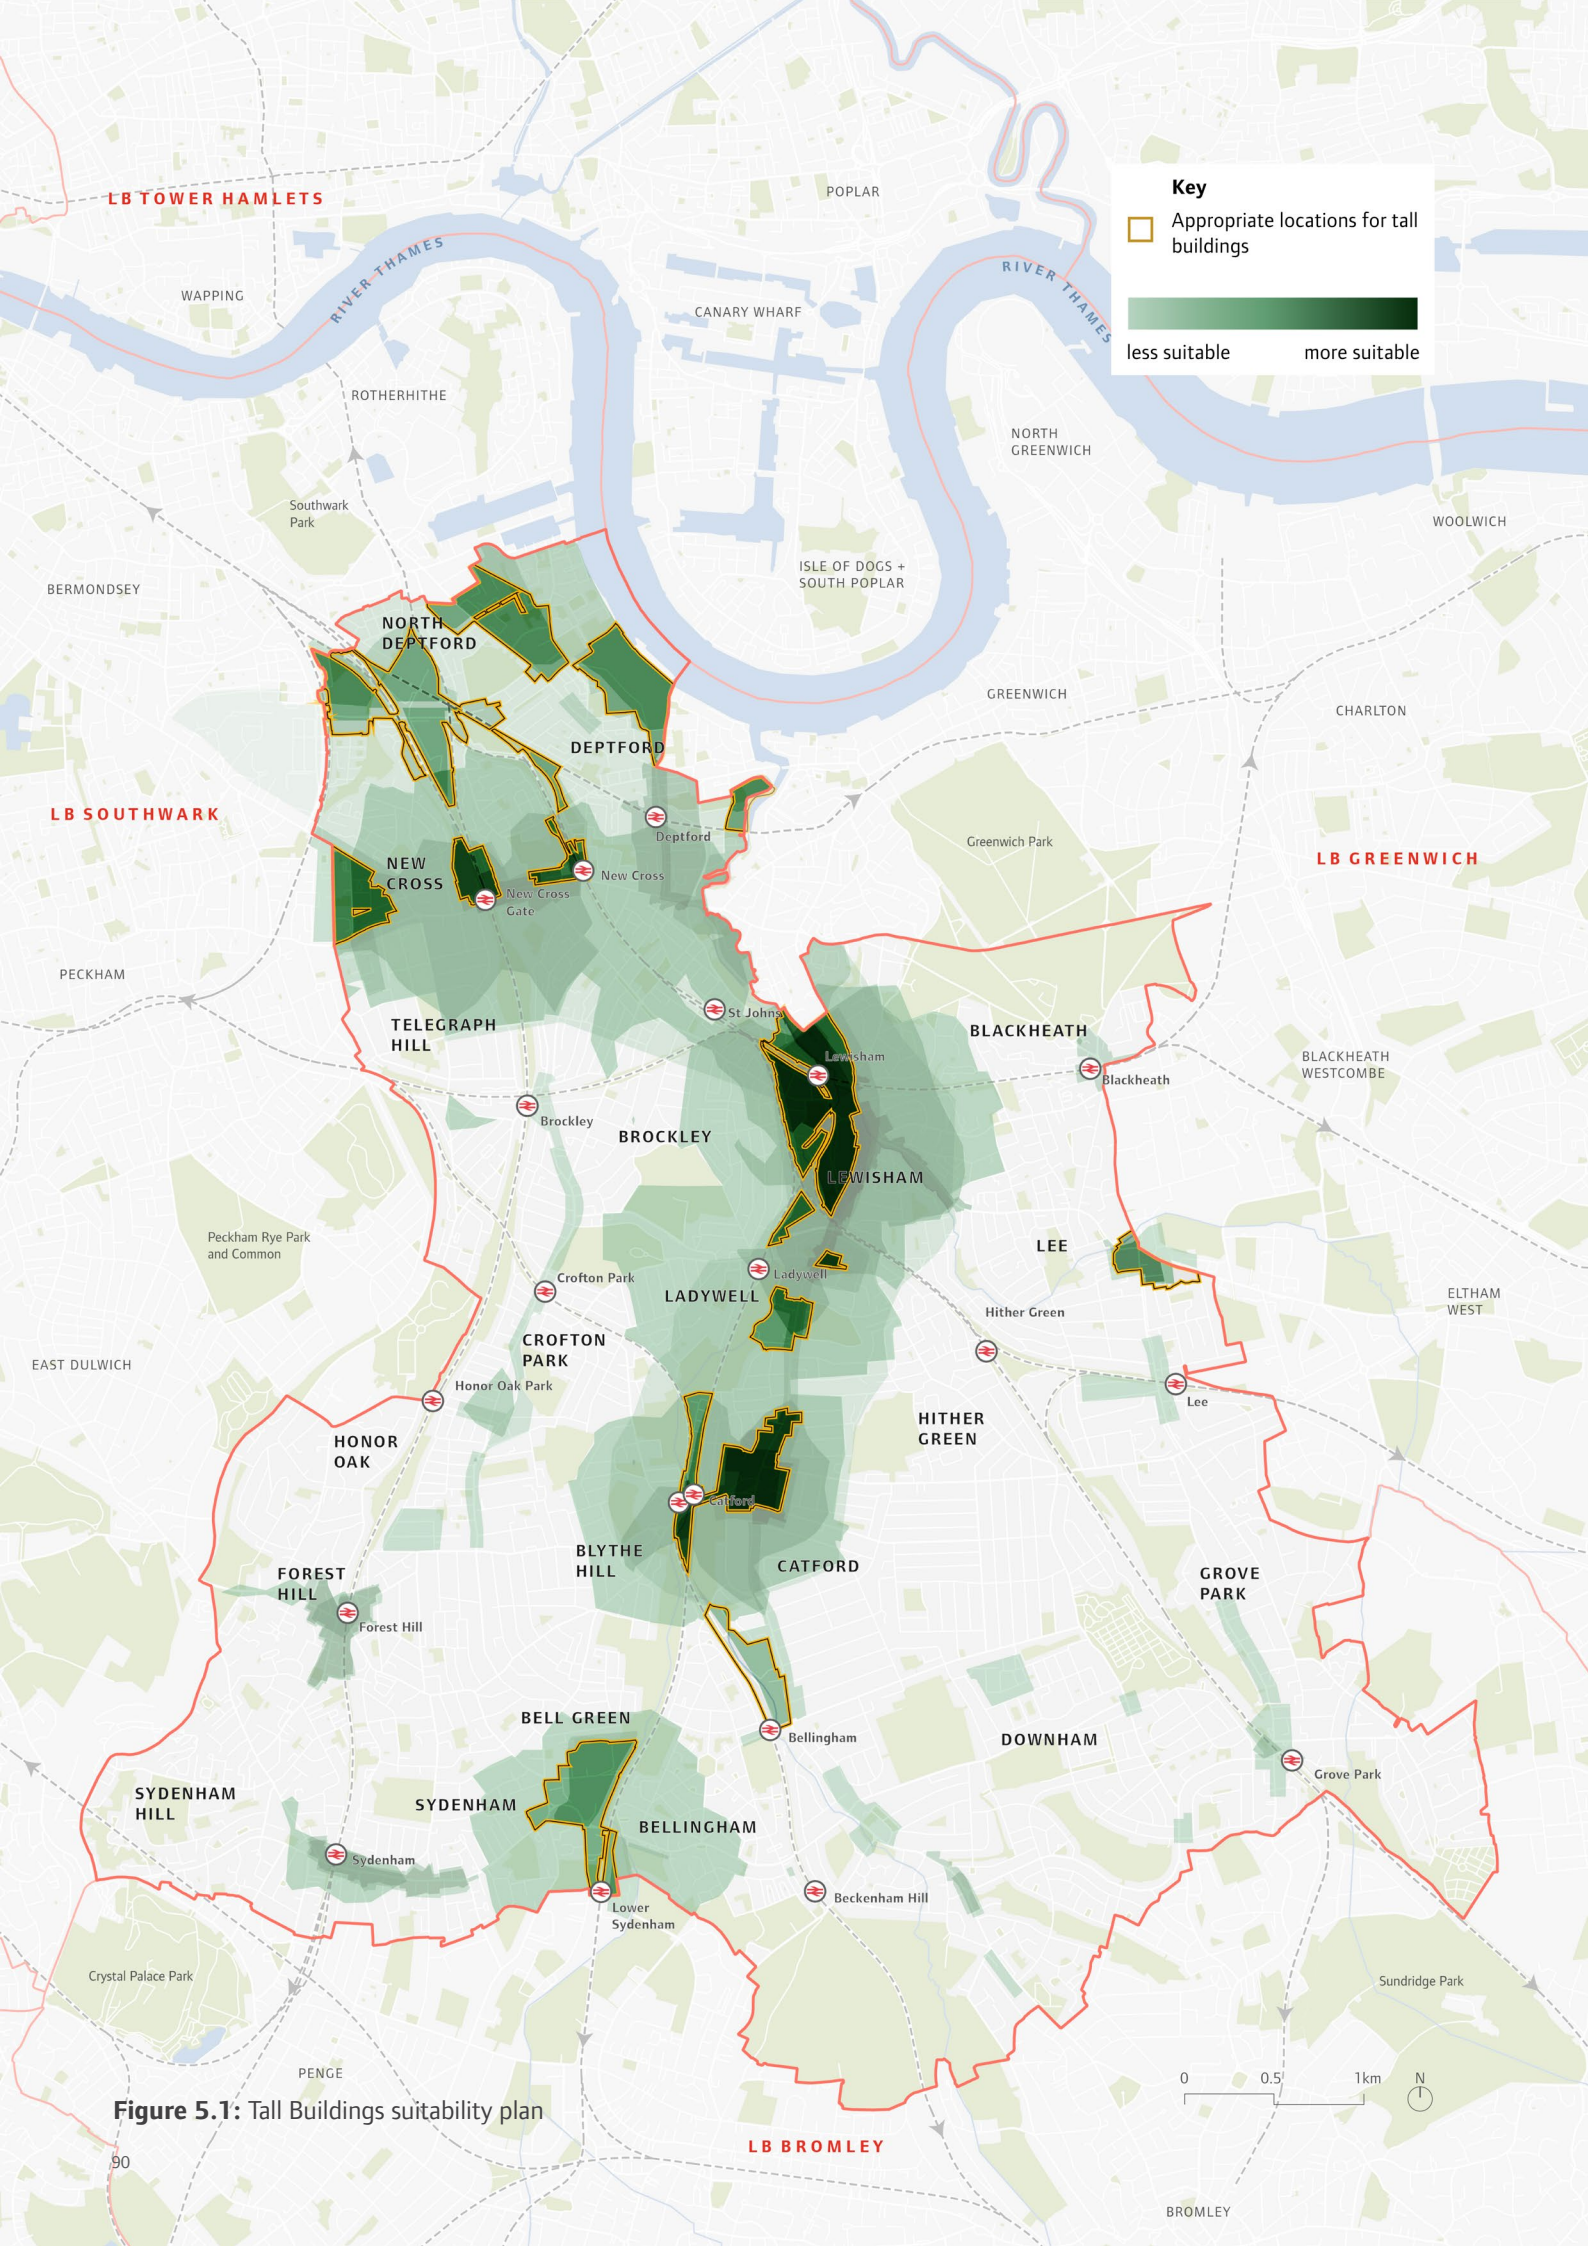 LB TOWER HAMLETS
POPLAR
Key
Appropriate locations for tall
buildings
less suitable
more suitable
RIVER THAMES
RIVER THAMES
WAPPING
CANARY WHARF
ROTHERHITHE
NORTH
GREENWICH
Southwark
Park
WOOLWICH
BERMONDSEY
ISLE OF DOGS +
SOUTH POPLAR
NORTH
DEPTFORD
GREENWICH
CHARLTON
DEPTFORD
LB SOUTHWARK
Deptford
Greenwich Park
LB GREENWICH
NEW
CROSS
New Cross
New Cross
Gate
PECKHAM
St Johns
TELEGRAPH
HILL
BLACKHEATH
Lewisham
BLACKHEATH
WESTCOMBE
Blackheath
Brockley
BROCKLEY
LEWISHAM
Peckham Rye Park
and Common
LEE
Crofton Park
Ladywell
LADYWELL
ELTHAM
WEST
Hither Green
CROFTON
PARK
EAST DULWICH
Honor Oak Park
Lee
HITHER
GREEN
HONOR
OAK
Catford
BLYTHE
HILL
CATFORD
FOREST
HILL
GROVE
PARK
Forest Hill
BELL GREEN
Bellingham
DOWNHAM
Grove Park
SYDENHAM
HILL
SYDENHAM
BELLINGHAM
Sydenham
Beckenham Hill
Lower
Sydenham
Crystal Palace Park
Sundridge Park
PENGE
0 0.5 1km N
Figure 5.1: Tall Buildings suitability plan
LB BROMLEY
90
BROMLEY